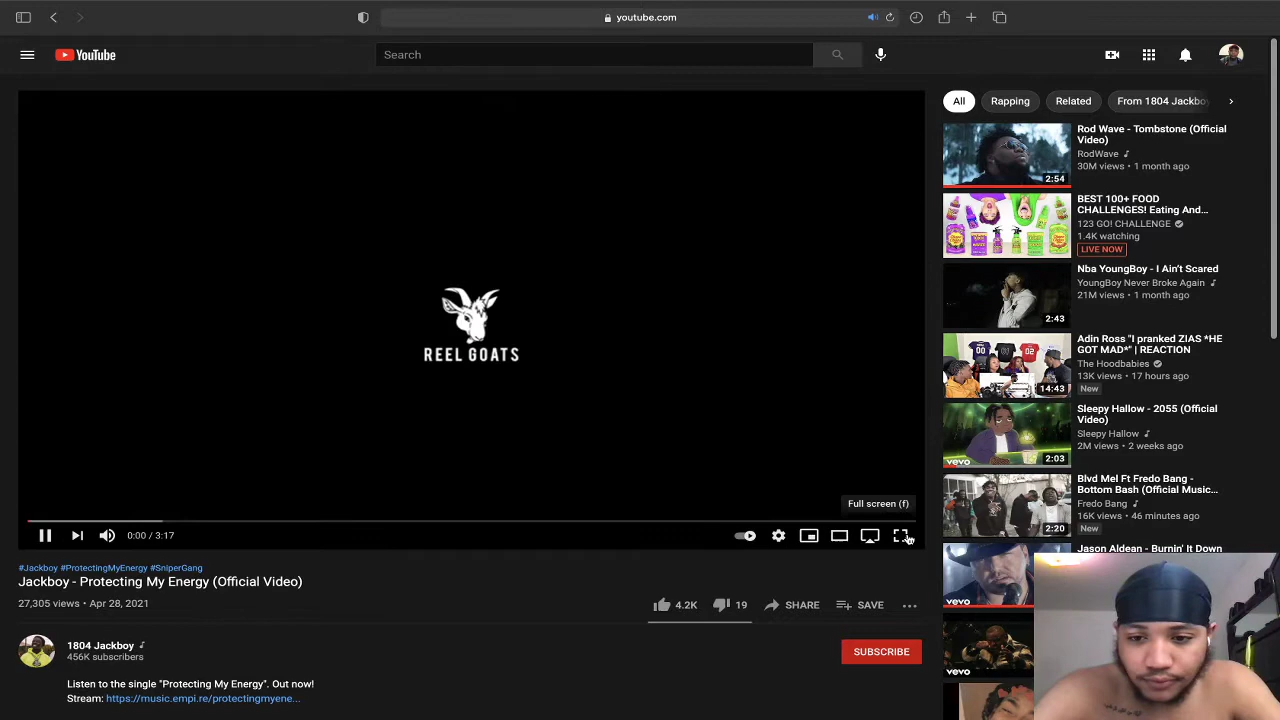 youtube.com
YouTube
Search
REEL GOATS
Full screen (f)
0:00 / 3:17
#Jackboy #ProtectingMyEnergy #SniperGang
Jackboy - Protecting My Energy (Official Video)
27,305 views • Apr 28, 2021
4.2K
19
SHARE
SAVE
1804 Jackboy
456K subscribers
SUBSCRIBE
Listen to the single "Protecting My Energy". Out now!
Stream: https://music.empi.re/protectingmyene...
All
Rapping
Related
From 1804 Jackbo
2:54
Rod Wave - Tombstone (Official
Video)
RodWave
30M views • 1 month ago
BEST 100+ FOOD
CHALLENGES! Eating And...
123 GO! CHALLENGE
1.4K watching
LIVE NOW
2:43
Nba YoungBoy - I Ain't Scared
YoungBoy Never Broke Again
21M views • 1 month ago
14:43
Adin Ross "I pranked ZIAS *HE
GOT MAD*" | REACTION
The Hoodbabies
13K views • 17 hours ago
New
vevo
2:03
Sleepy Hallow - 2055 (Official
Video)
Sleepy Hallow
2M views • 2 weeks ago
2:20
Blvd Mel Ft Fredo Bang -
Bottom Bash (Official Music...
Fredo Bang
16K views • 46 minutes ago
New
vevo
Jason Aldean - Burnin' It Down
vevo